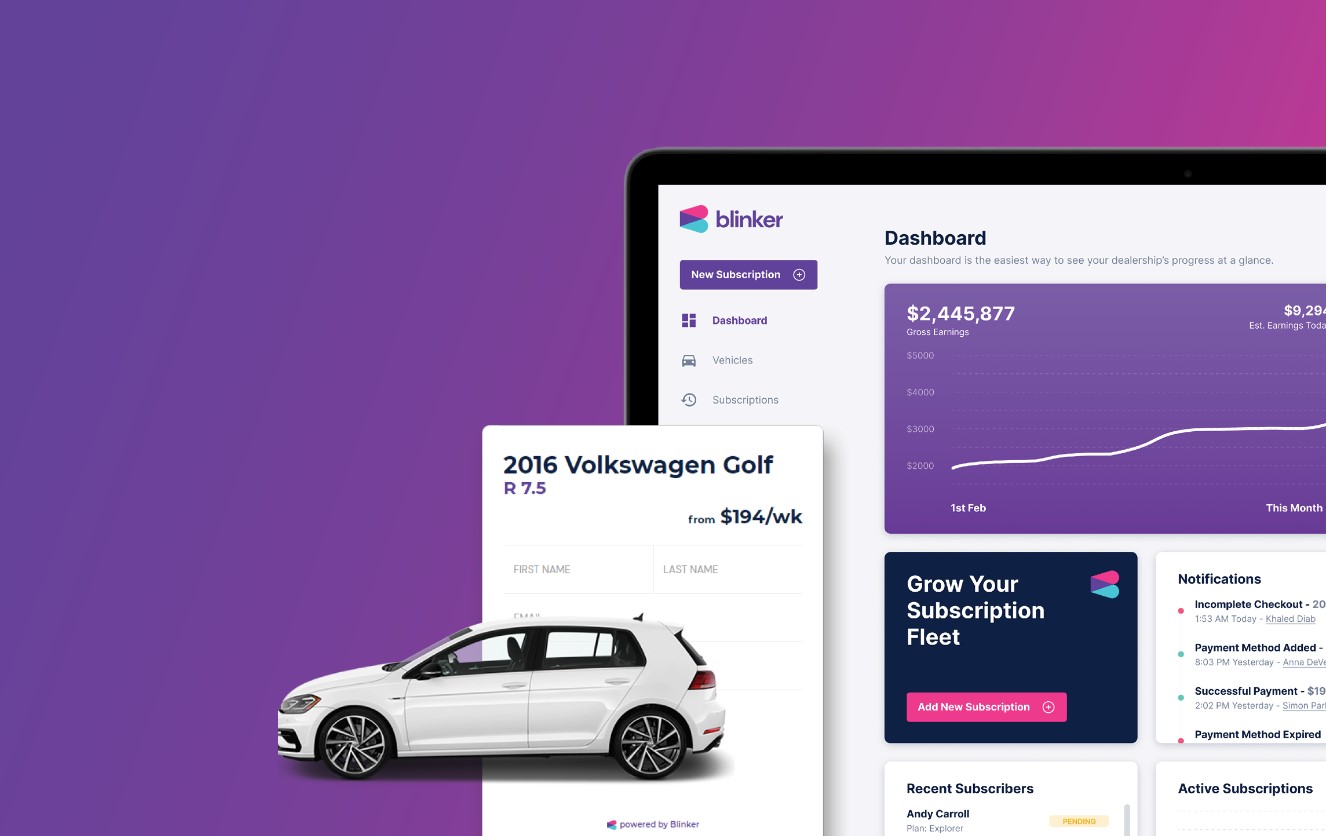 blinker
New Subscription
Dashboard
Vehicles
Subscriptions
Dashboard
Your dashboard is the easiest way to see your dealership's progress at a glance.
$2,445,877
Gross Earnings
$9,294
Est. Earnings Toda
$5000
$4000
$3000
$2000
1st Feb
This Month
2016 Volkswagen Golf
R 7.5
from $194/wk
FIRST NAME
LAST NAME
EMAIL
powered by Blinker
Grow Your
Subscription
Fleet
Add New Subscription
Notifications
Incomplete Checkout - 20
1:53 AM Today - Khaled Diab
Payment Method Added -
8:03 PM Yesterday - Anna DeVe
Successful Payment - $19
2:02 PM Yesterday - Simon Parl
Payment Method Expired
Recent Subscribers
Andy Carroll
Plan: Explorer
PENDING
Active Subscriptions